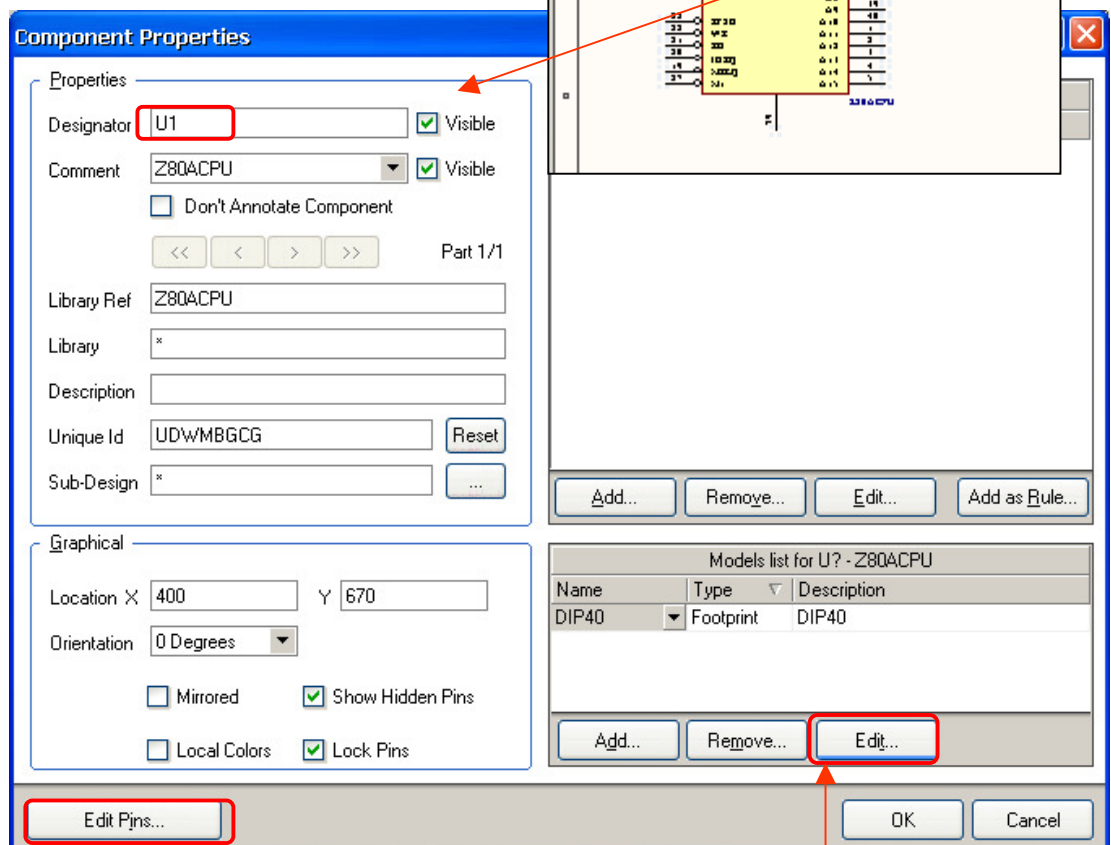 Component Properties
Properties
Designator U1 Visible
Comment Z80ACPU Visible
Don't Annotate Component
<< < > >> Part 1/1
Library Ref Z80ACPU
Library *
Description
Unique Id UDWMBGCG Reset
Sub-Design * ...
Add... Remove... Edit... Add as Rule...
Graphical
Location X 400 Y 670
Orientation 0 Degrees
Mirrored Show Hidden Pins
Local Colors Lock Pins
Models list for U? - Z80ACPU
Name Type Description
DIP40 Footprint DIP40
Add... Remove... Edit...
Edit Pins... OK Cancel